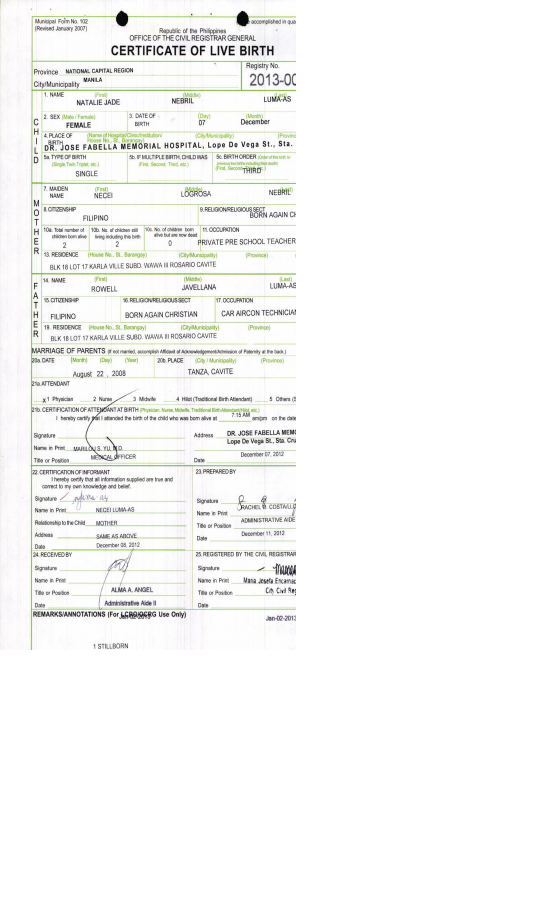 Municipal Form No. 102
(Revised January 2007)
accomplished in qua
Republic of the Philippines
OFFICE OF THE CIVIL REGISTRAR GENERAL
CERTIFICATE OF LIVE BIRTH
Province NATIONAL CAPITAL REGION
City/Municipality MANILA
Registry No.
2013-00
CHILD
1. NAME (First) (Middle) (Last)
NATALIE JADE NEBRIL LUMA-AS
2. SEX (Male / Female) 3. DATE OF BIRTH (Day) (Month)
FEMALE 07 December
4. PLACE OF BIRTH (Name of Hospital/Clinic/Institution/ House No., St., Barangay) (City/Municipality) (Provinc
DR. JOSE FABELLA MEMORIAL HOSPITAL, Lope De Vega St., Sta.
5a. TYPE OF BIRTH 5b. IF MULTIPLE BIRTH, CHILD WAS 5c. BIRTH ORDER
(Single, Twin, Triplet, etc.) (First, Second, Third, etc.) (First, Second, Third, etc.)
SINGLE THIRD
MOTHER
7. MAIDEN NAME (First) (Middle) (Last)
NECEI LOGROSA NEBRIL
8. CITIZENSHIP 9. RELIGION/RELIGIOUS SECT
FILIPINO BORN AGAIN CH
10a. Total number of children born alive 10b. No. of children still living including this birth 10c. No. of children born alive but are now dead 11. OCCUPATION
2 2 0 PRIVATE PRE SCHOOL TEACHER
13. RESIDENCE (House No., St., Barangay) (City/Municipality) (Province)
BLK 18 LOT 17 KARLA VILLE SUBD. WAWA III ROSARIO CAVITE
FATHER
14. NAME (First) (Middle) (Last)
ROWELL JAVELLANA LUMA-AS
15. CITIZENSHIP 16. RELIGION/RELIGIOUS SECT 17. OCCUPATION
FILIPINO BORN AGAIN CHRISTIAN CAR AIRCON TECHNICIAN
19. RESIDENCE (House No., St., Barangay) (City/Municipality) (Province)
BLK 18 LOT 17 KARLA VILLE SUBD. WAWA III ROSARIO CAVITE
MARRIAGE OF PARENTS (If not married, accomplish Affidavit of Acknowledgement/Admission of Paternity at the back.)
20a. DATE (Month) (Day) (Year) 20b. PLACE (City / Municipality) (Province)
August 22 , 2008 TANZA, CAVITE
21a. ATTENDANT
X 1 Physician 2 Nurse 3 Midwife 4 Hilot (Traditional Birth Attendant) 5 Others (S
21b. CERTIFICATION OF ATTENDANT AT BIRTH (Physician, Nurse, Midwife, Traditional Birth Attendant/Hilot, etc.)
I hereby certify that I attended the birth of the child who was born alive at 7:15 AM am/pm on the date
Signature Address DR. JOSE FABELLA MEMO
Lope De Vega St., Sta. Cru
Name in Print MARILOU S. YU, M.D.
Title or Position MEDICAL OFFICER Date December 07, 2012
22. CERTIFICATION OF INFORMANT
I hereby certify that all information supplied are true and
correct to my own knowledge and belief.
Signature
Name in Print NECEI LUMA-AS
Relationship to the Child MOTHER
Address SAME AS ABOVE
Date December 08, 2012
23. PREPARED BY
Signature
Name in Print RACHEL
Title or Position ADMINISTRATIVE AIDE
Date December 11, 2012
24. RECEIVED BY
Signature
Name in Print
Title or Position ALMA A. ANGEL
Date Administrative Aide II
25. REGISTERED BY THE CIVIL REGISTRAR
Signature
Name in Print Maria Josefa Encarnac
Title or Position City Civil Reg
Date
REMARKS/ANNOTATIONS (For LCRO/OCRG Use Only)
Jan-02-2013
Jan-02-2013
1 STILLBORN